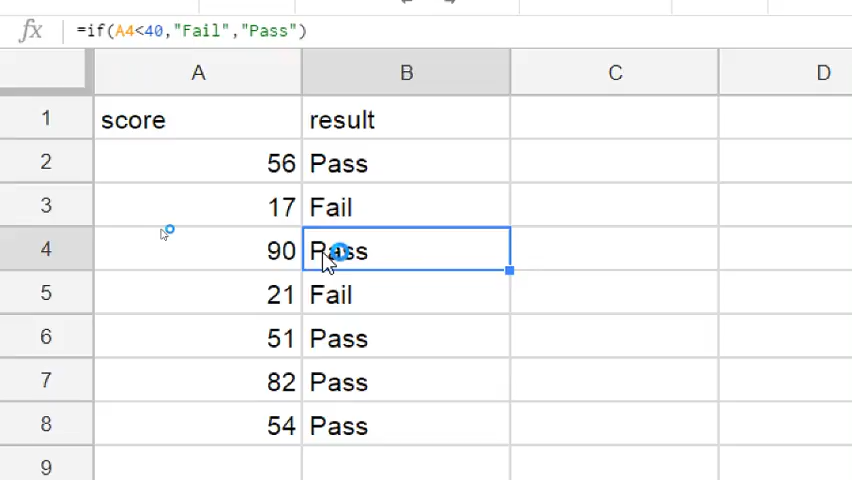 fx =if(A4<40,"Fail","Pass")
A B C D
1 score result
2 56 Pass
3 17 Fail
4 90 Pass
5 21 Fail
6 51 Pass
7 82 Pass
8 54 Pass
9